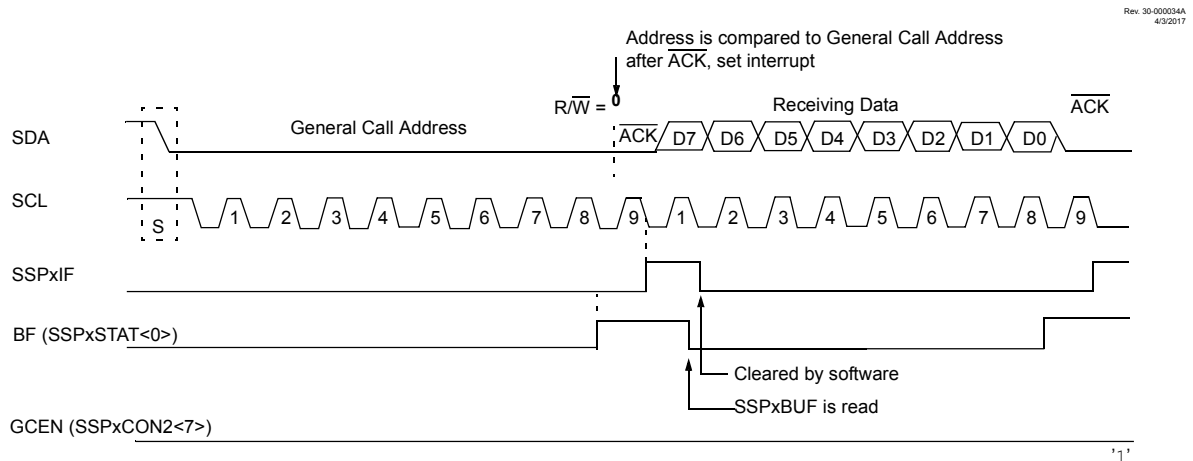 Rev. 30-000034A
4/3/2017
Address is compared to General Call Address
after ACK, set interrupt
R/W = 0
Receiving Data
ACK
SDA
General Call Address
ACK D7 D6 D5 D4 D3 D2 D1 D0
SCL
S
1 2 3 4 5 6 7 8 9 1 2 3 4 5 6 7 8 9
SSPxIF
BF (SSPxSTAT<0>)
Cleared by software
SSPxBUF is read
GCEN (SSPxCON2<7>)
'1'